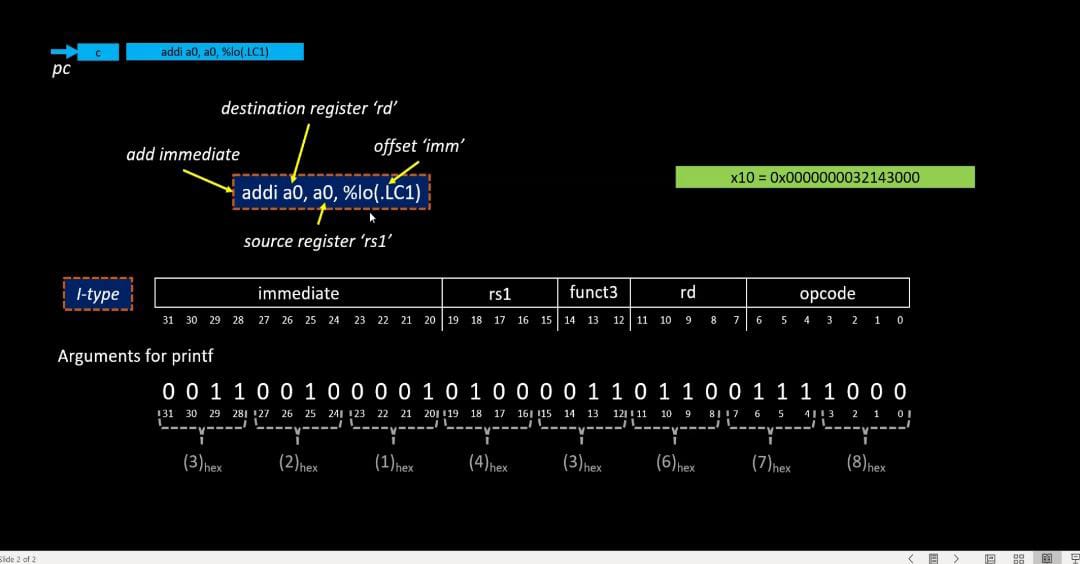 c addi a0, a0, %lo(.LC1)
pc
destination register ‘rd’
add immediate
offset ‘imm’
addi a0, a0, %lo(.LC1)
x10 = 0x0000000032143000
source register ‘rs1’
I-type immediate rs1 funct3 rd opcode
31 30 29 28 27 26 25 24 23 22 21 20 19 18 17 16 15 14 13 12 11 10 9 8 7 6 5 4 3 2 1 0
Arguments for printf
0 0 1 1 0 0 1 0 0 0 0 1 0 1 0 0 0 0 1 1 0 1 1 0 0 1 1 1 1 0 0 0
31 30 29 28 27 26 25 24 23 22 21 20 19 18 17 16 15 14 13 12 11 10 9 8 7 6 5 4 3 2 1 0
(3)hex (2)hex (1)hex (4)hex (3)hex (6)hex (7)hex (8)hex
Slide 2 of 2